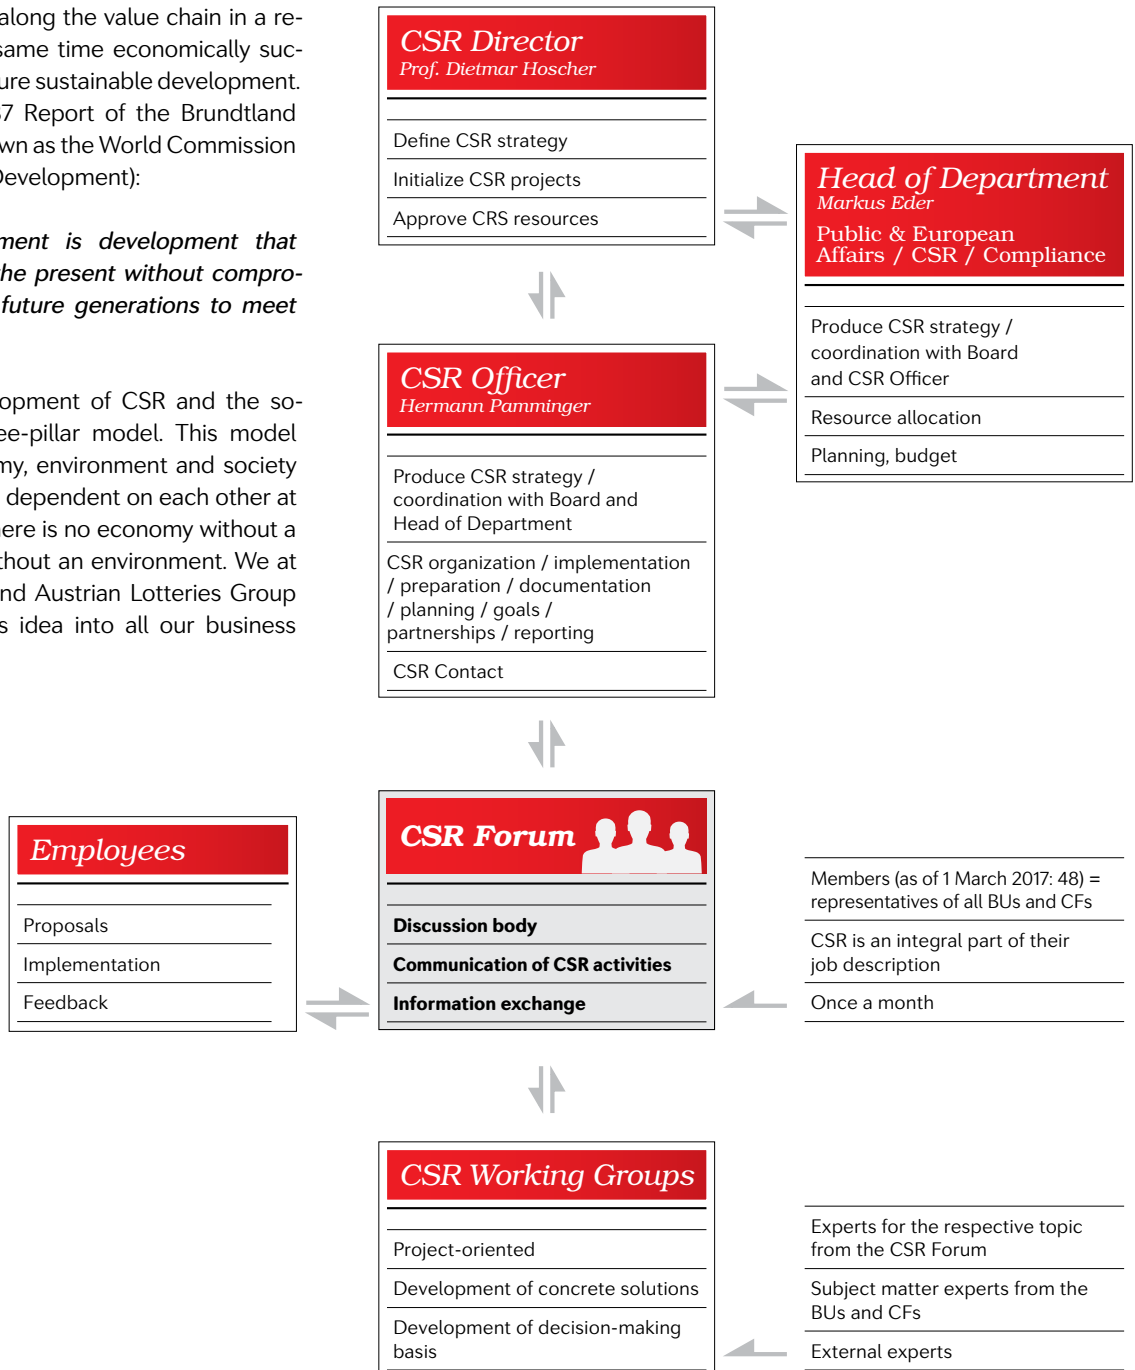 along the value chain in a re-
same time economically suc-
ure sustainable development.
87 Report of the Brundtland
wn as the World Commission
Development):
ment is development that
the present without compro-
future generations to meet
lopment of CSR and the so-
ee-pillar model. This model
my, environment and society
dependent on each other at
here is no economy without a
ithout an environment. We at
nd Austrian Lotteries Group
s idea into all our business
CSR Director
Prof. Dietmar Hoscher
Define CSR strategy
Initialize CSR projects
Approve CRS resources
Head of Department
Markus Eder
Public & European
Affairs / CSR / Compliance
Produce CSR strategy /
coordination with Board
and CSR Officer
Resource allocation
Planning, budget
CSR Officer
Hermann Pamminger
Produce CSR strategy /
coordination with Board and
Head of Department
CSR organization / implementation
/ preparation / documentation
/ planning / goals /
partnerships / reporting
CSR Contact
Employees
Proposals
Implementation
Feedback
CSR Forum
Discussion body
Communication of CSR activities
Information exchange
Members (as of 1 March 2017: 48) =
representatives of all BUs and CFs
CSR is an integral part of their
job description
Once a month
CSR Working Groups
Project-oriented
Development of concrete solutions
Development of decision-making
basis
Experts for the respective topic
from the CSR Forum
Subject matter experts from the
BUs and CFs
External experts